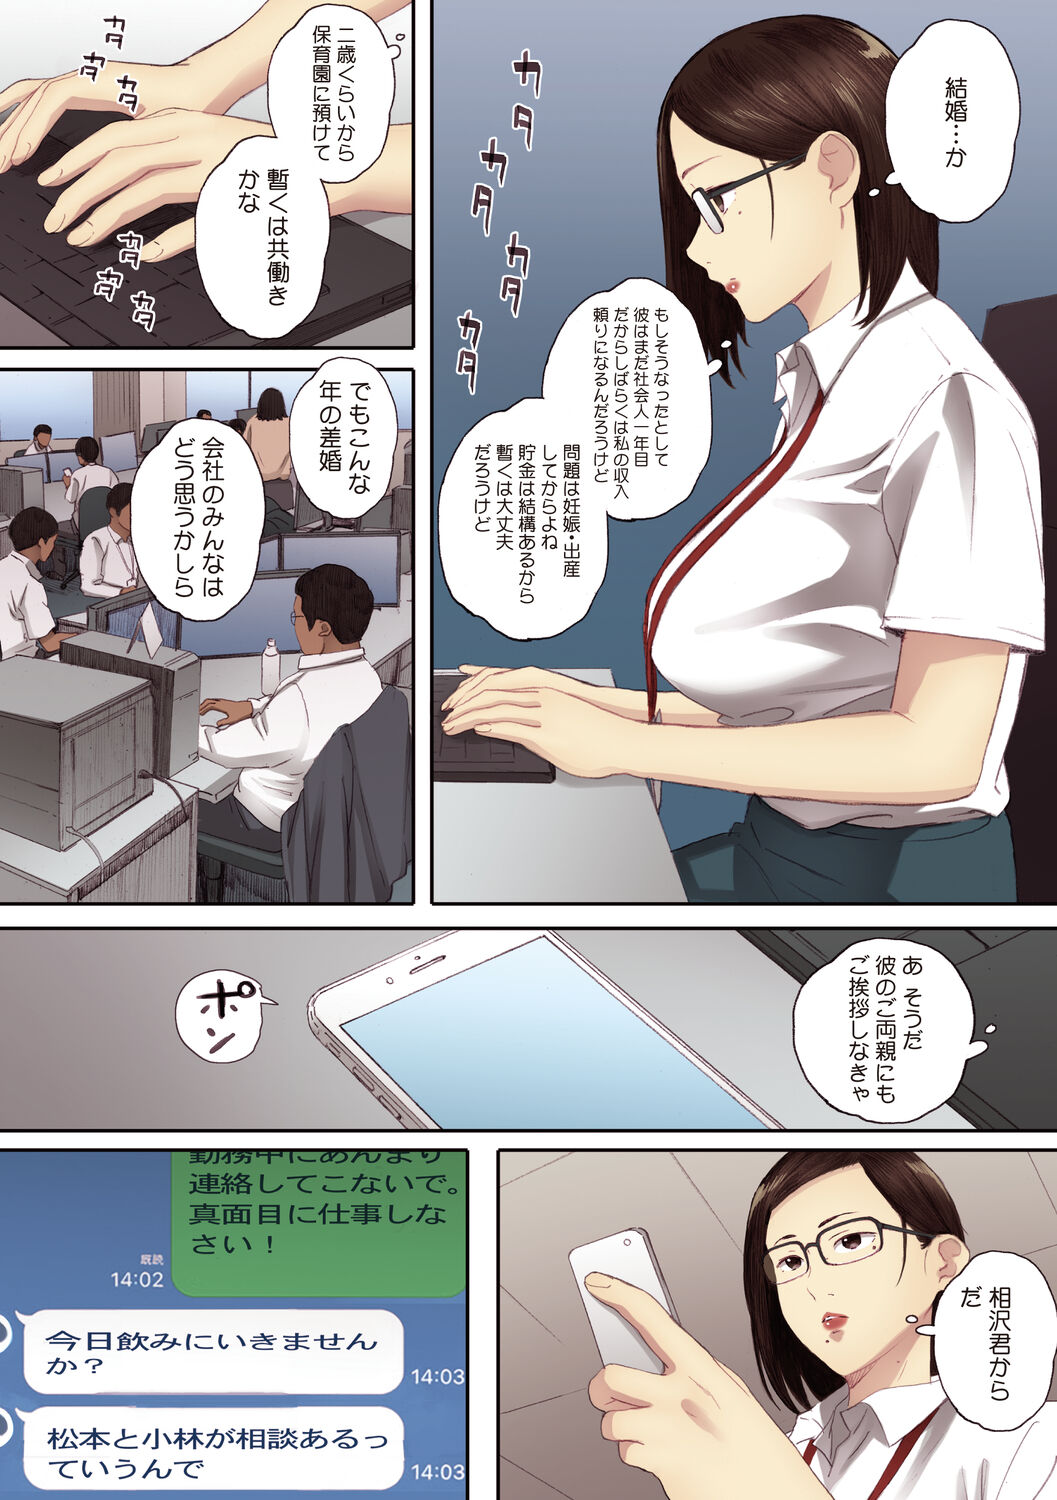 結婚…か
カタ
カタ
カタ
カタ
もしそうなったとして
彼はまだ社会人一年目
だからしばらくは私の収入
頼りになるんだろうけど
問題は妊娠・出産
してからよね
貯金は結構あるから
暫くは大丈夫
だろうけど
二歳くらいから
保育園に預けて
暫くは共働き
かな
カタ
カタ
カタ
カタ
カタ
カタ
でもこんな
年の差婚
会社のみんなは
どう思うかしら
あ そうだ
彼のご両親にも
ご挨拶しなきゃ
ポン
相沢君から
だ
勤務中にあんまり
連絡してこないで。
真面目に仕事しな
さい！
既読
14:02
今日飲みにいきません
か？
14:03
松本と小林が相談あるっ
ていうんで
14:03